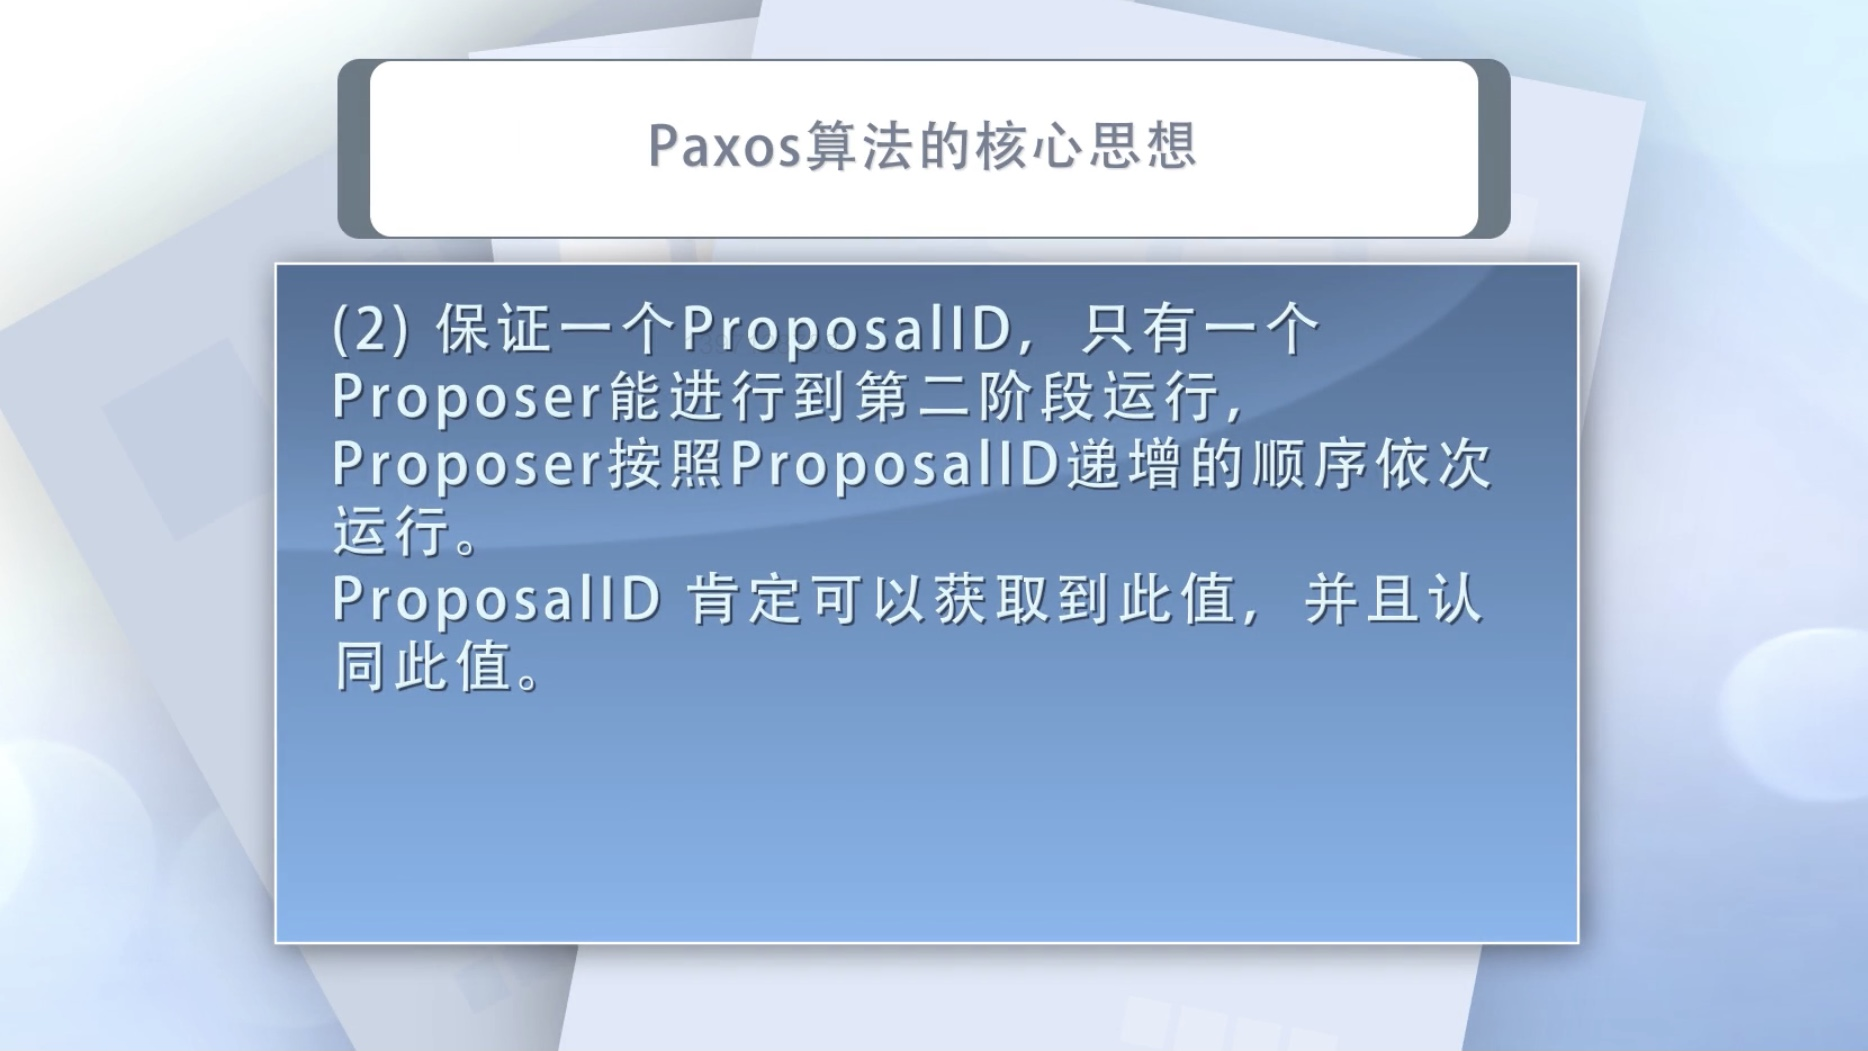 Paxos算法的核心思想
(2) 保证一个ProposalID，只有一个
Proposer能进行到第二阶段运行，
Proposer按照ProposalID递增的顺序依次
运行。
ProposalID 肯定可以获取到此值，并且认
同此值。